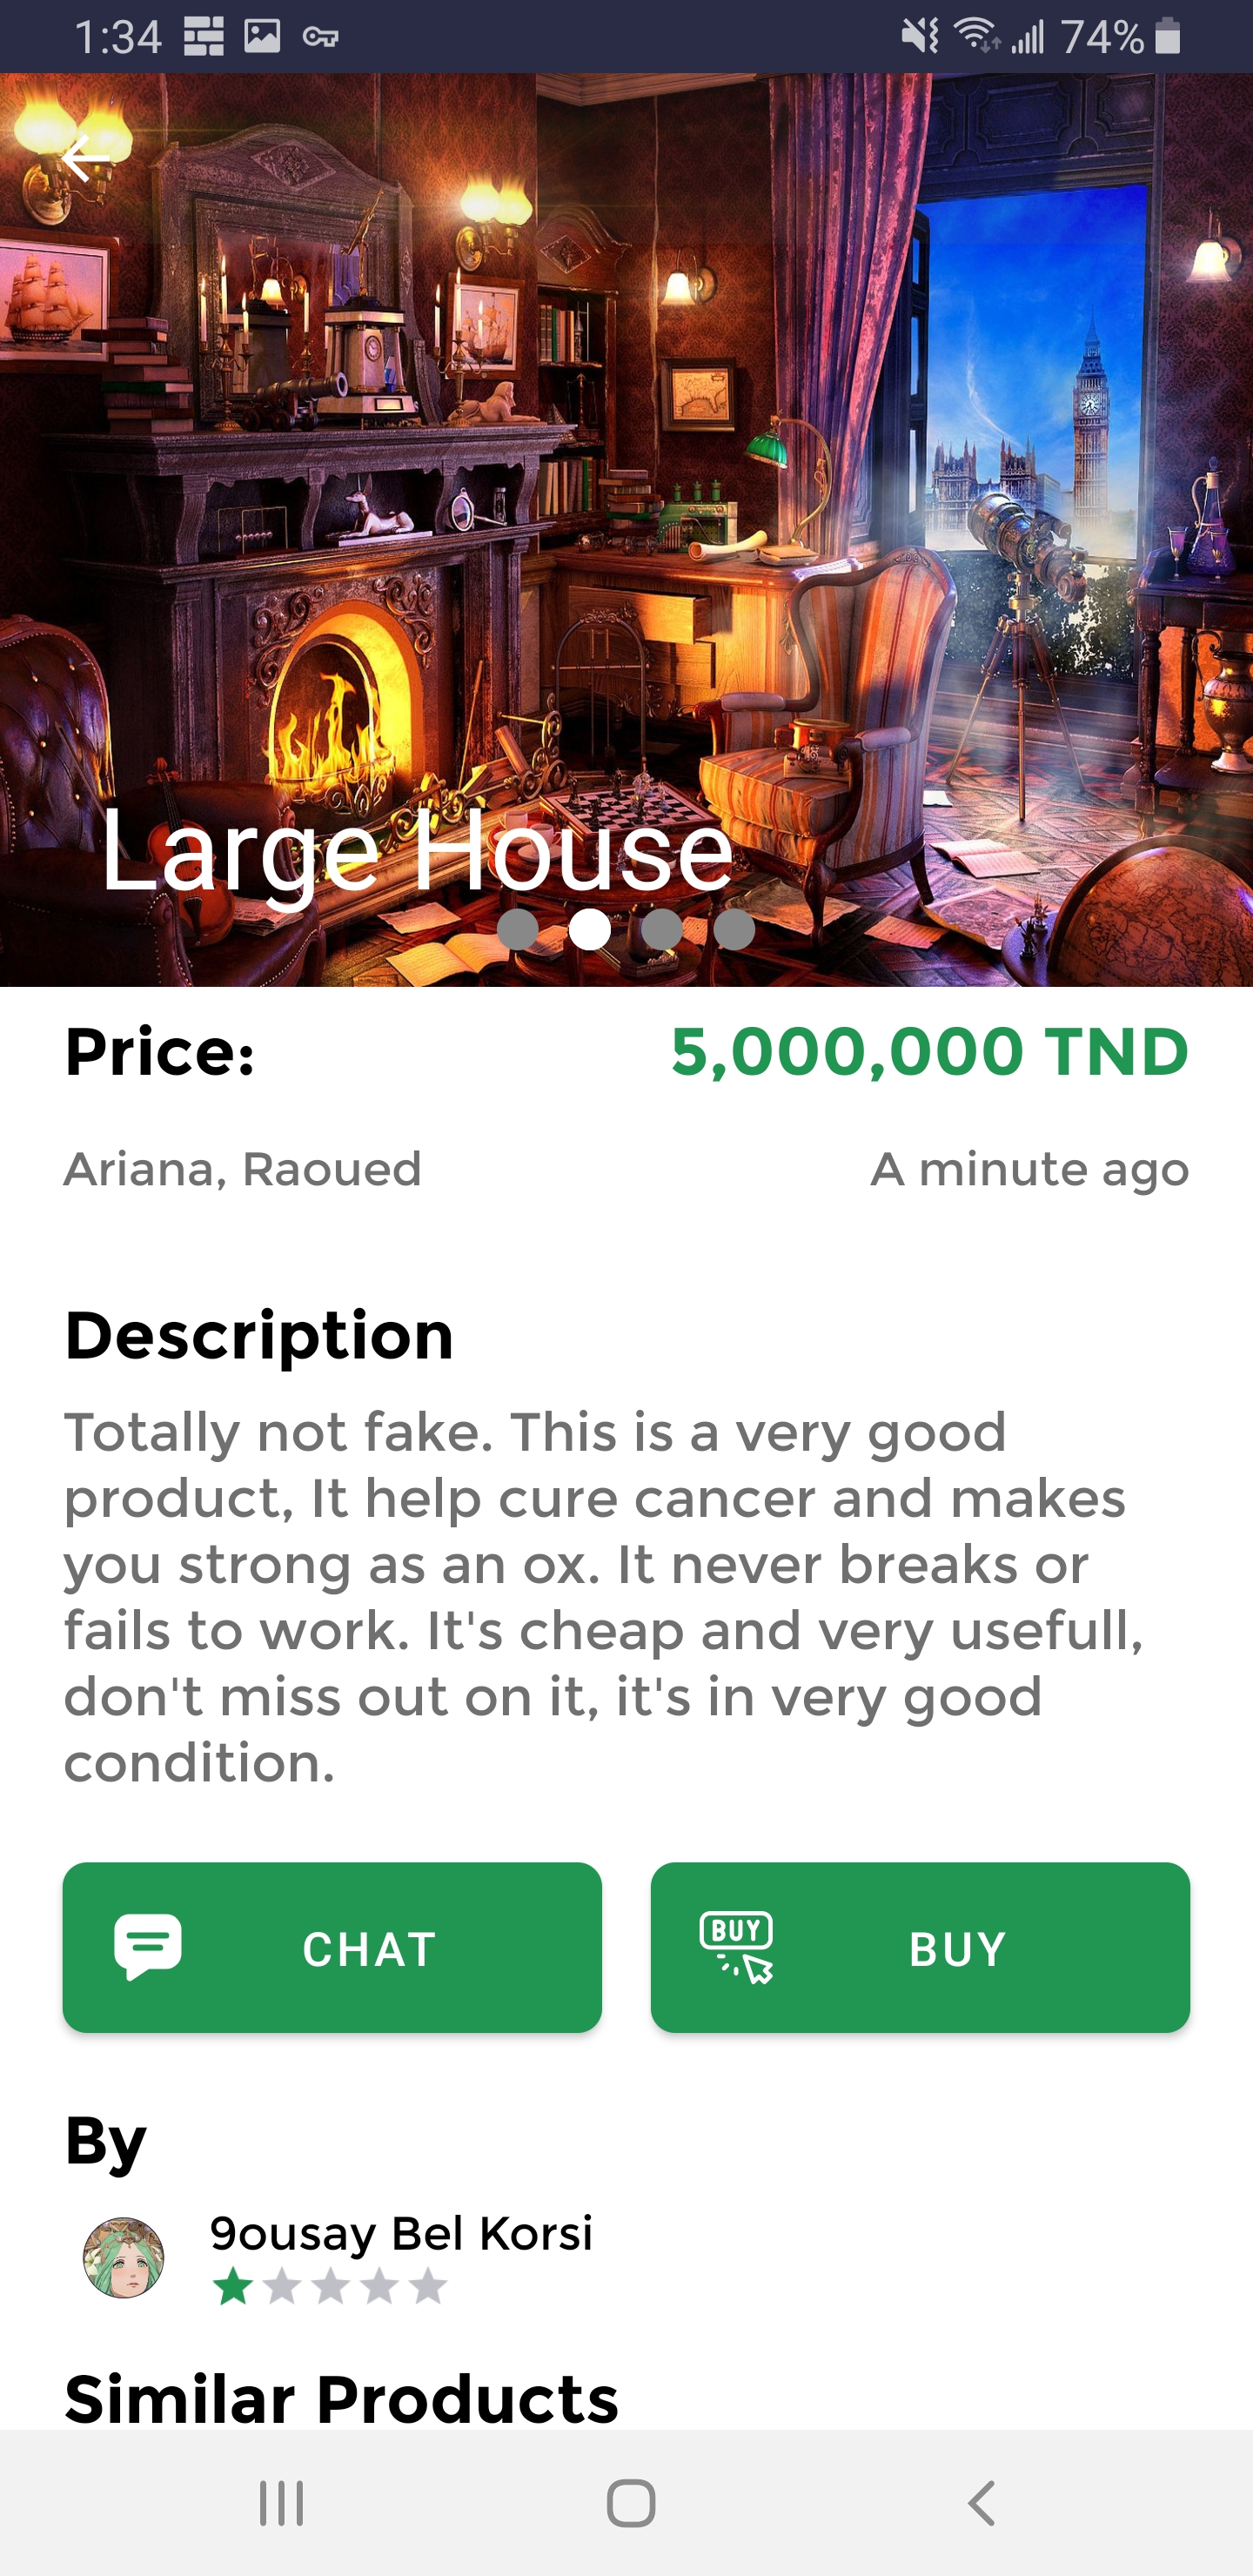 1:34
74%
Large House
Price:
5,000,000 TND
Ariana, Raoued
A minute ago
Description
Totally not fake. This is a very good
product, It help cure cancer and makes
you strong as an ox. It never breaks or
fails to work. It's cheap and very usefull,
don't miss out on it, it's in very good
condition.
CHAT
BUY
BUY
By
9ousay Bel Korsi
Similar Products